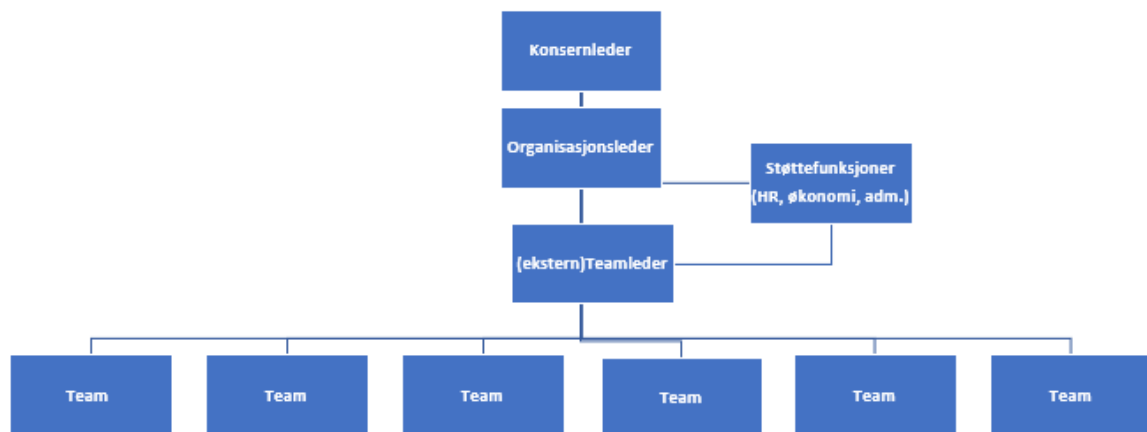 Konsernleder
Organisasjonsleder
Støttefunksjoner
(HR, økonomi, adm.)
(ekstern)Teamleder
Team
Team
Team
Team
Team
Team